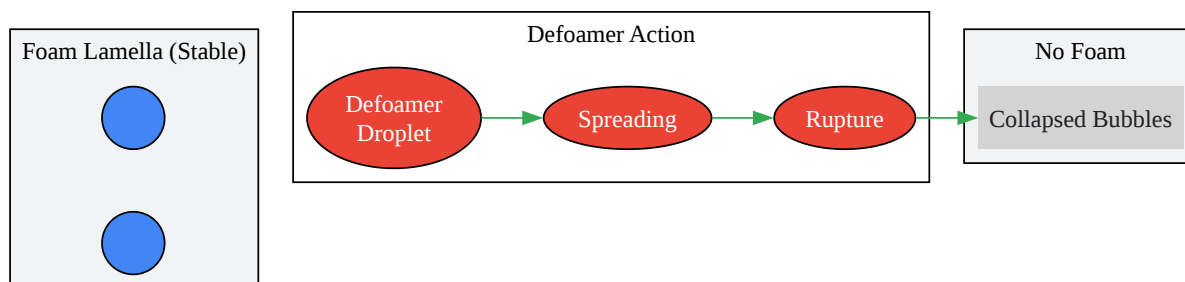 Foam Lamella (Stable)
Defoamer Action
Defoamer
Droplet
Spreading
Rupture
No Foam
Collapsed Bubbles